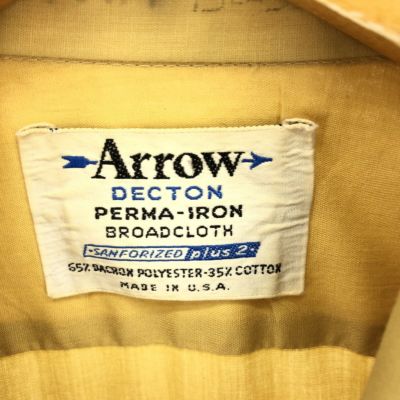 Arrow
DECTON
PERMA-IRON
BROADCLOTH
-SANFORIZED plus 2-
65% DACRON POLYESTER-35% COTTON
MADE IN U.S.A.